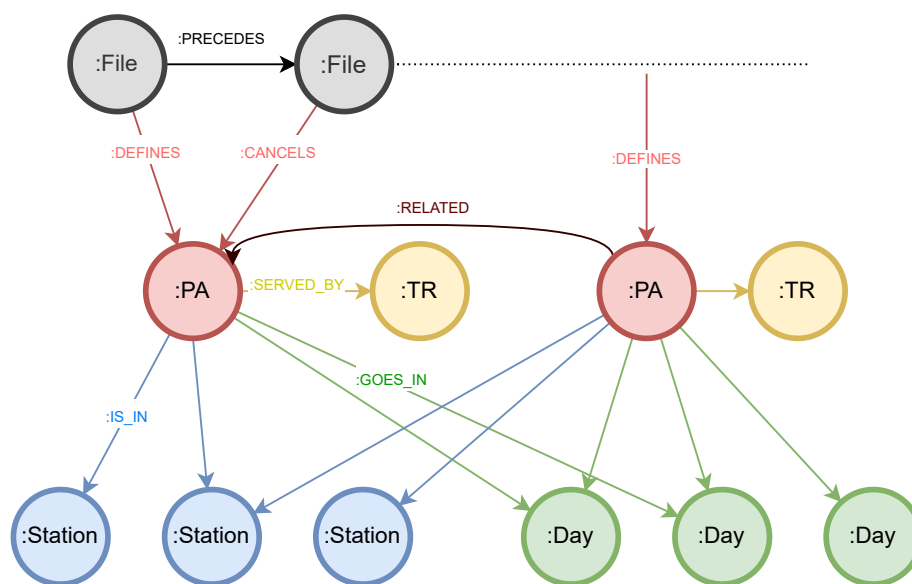 :PRECEDES
:File
:File
:DEFINES
:CANCELS
:DEFINES
:RELATED
:PA
:SERVED_BY
:TR
:PA
:TR
:GOES_IN
:IS_IN
:Station
:Station
:Station
:Day
:Day
:Day